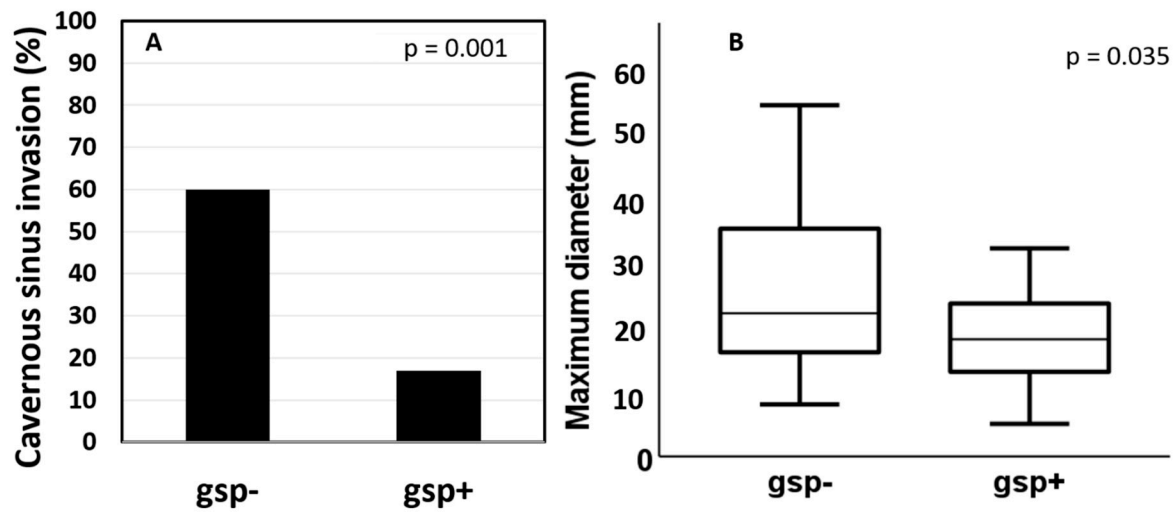 A
p = 0.001
Cavernous sinus invasion (%)
100
90
80
70
60
50
40
30
20
10
0
gsp-
gsp+
B
p = 0.035
Maximum diameter (mm)
60
50
40
30
20
10
0
gsp-
gsp+